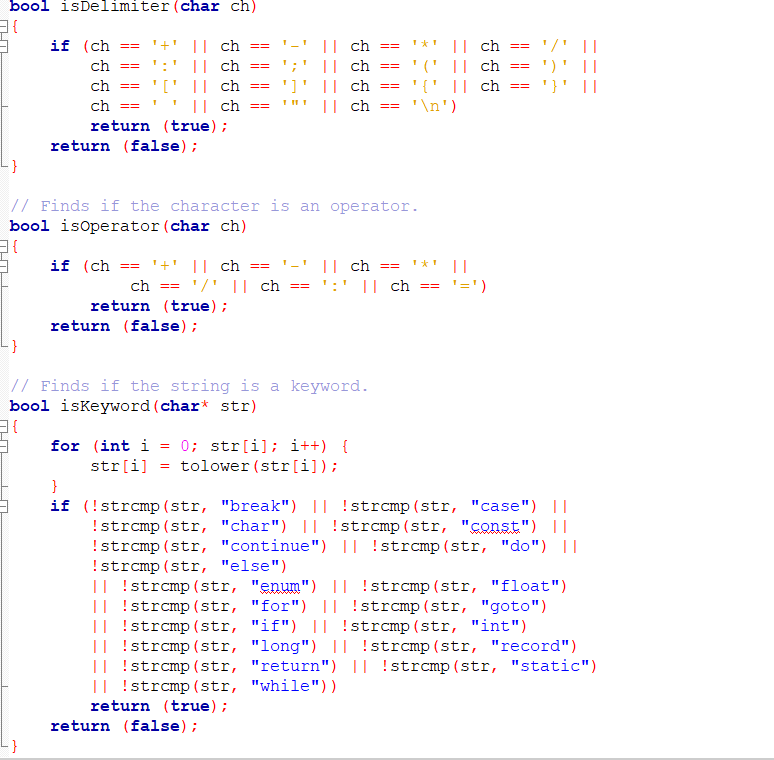 bool isDelimiter(char ch)
{
    if (ch == '+' || ch == '-' || ch == '*' || ch == '/' ||
        ch == ':' || ch == ';' || ch == '(' || ch == ')' ||
        ch == '[' || ch == ']' || ch == '{' || ch == '}' ||
        ch == ' ' || ch == '"' || ch == '\n')
        return (true);
    return (false);
}

// Finds if the character is an operator.
bool isOperator(char ch)
{
    if (ch == '+' || ch == '-' || ch == '*' ||
            ch == '/' || ch == ':' || ch == '=')
        return (true);
    return (false);
}

// Finds if the string is a keyword.
bool isKeyword(char* str)
{
    for (int i = 0; str[i]; i++) {
        str[i] = tolower(str[i]);
    }
    if (!strcmp(str, "break") || !strcmp(str, "case") ||
        !strcmp(str, "char") || !strcmp(str, "const") ||
        !strcmp(str, "continue") || !strcmp(str, "do") ||
        !strcmp(str, "else")
        || !strcmp(str, "enum") || !strcmp(str, "float")
        || !strcmp(str, "for") || !strcmp(str, "goto")
        || !strcmp(str, "if") || !strcmp(str, "int")
        || !strcmp(str, "long") || !strcmp(str, "record")
        || !strcmp(str, "return") || !strcmp(str, "static")
        || !strcmp(str, "while"))
        return (true);
    return (false);
}